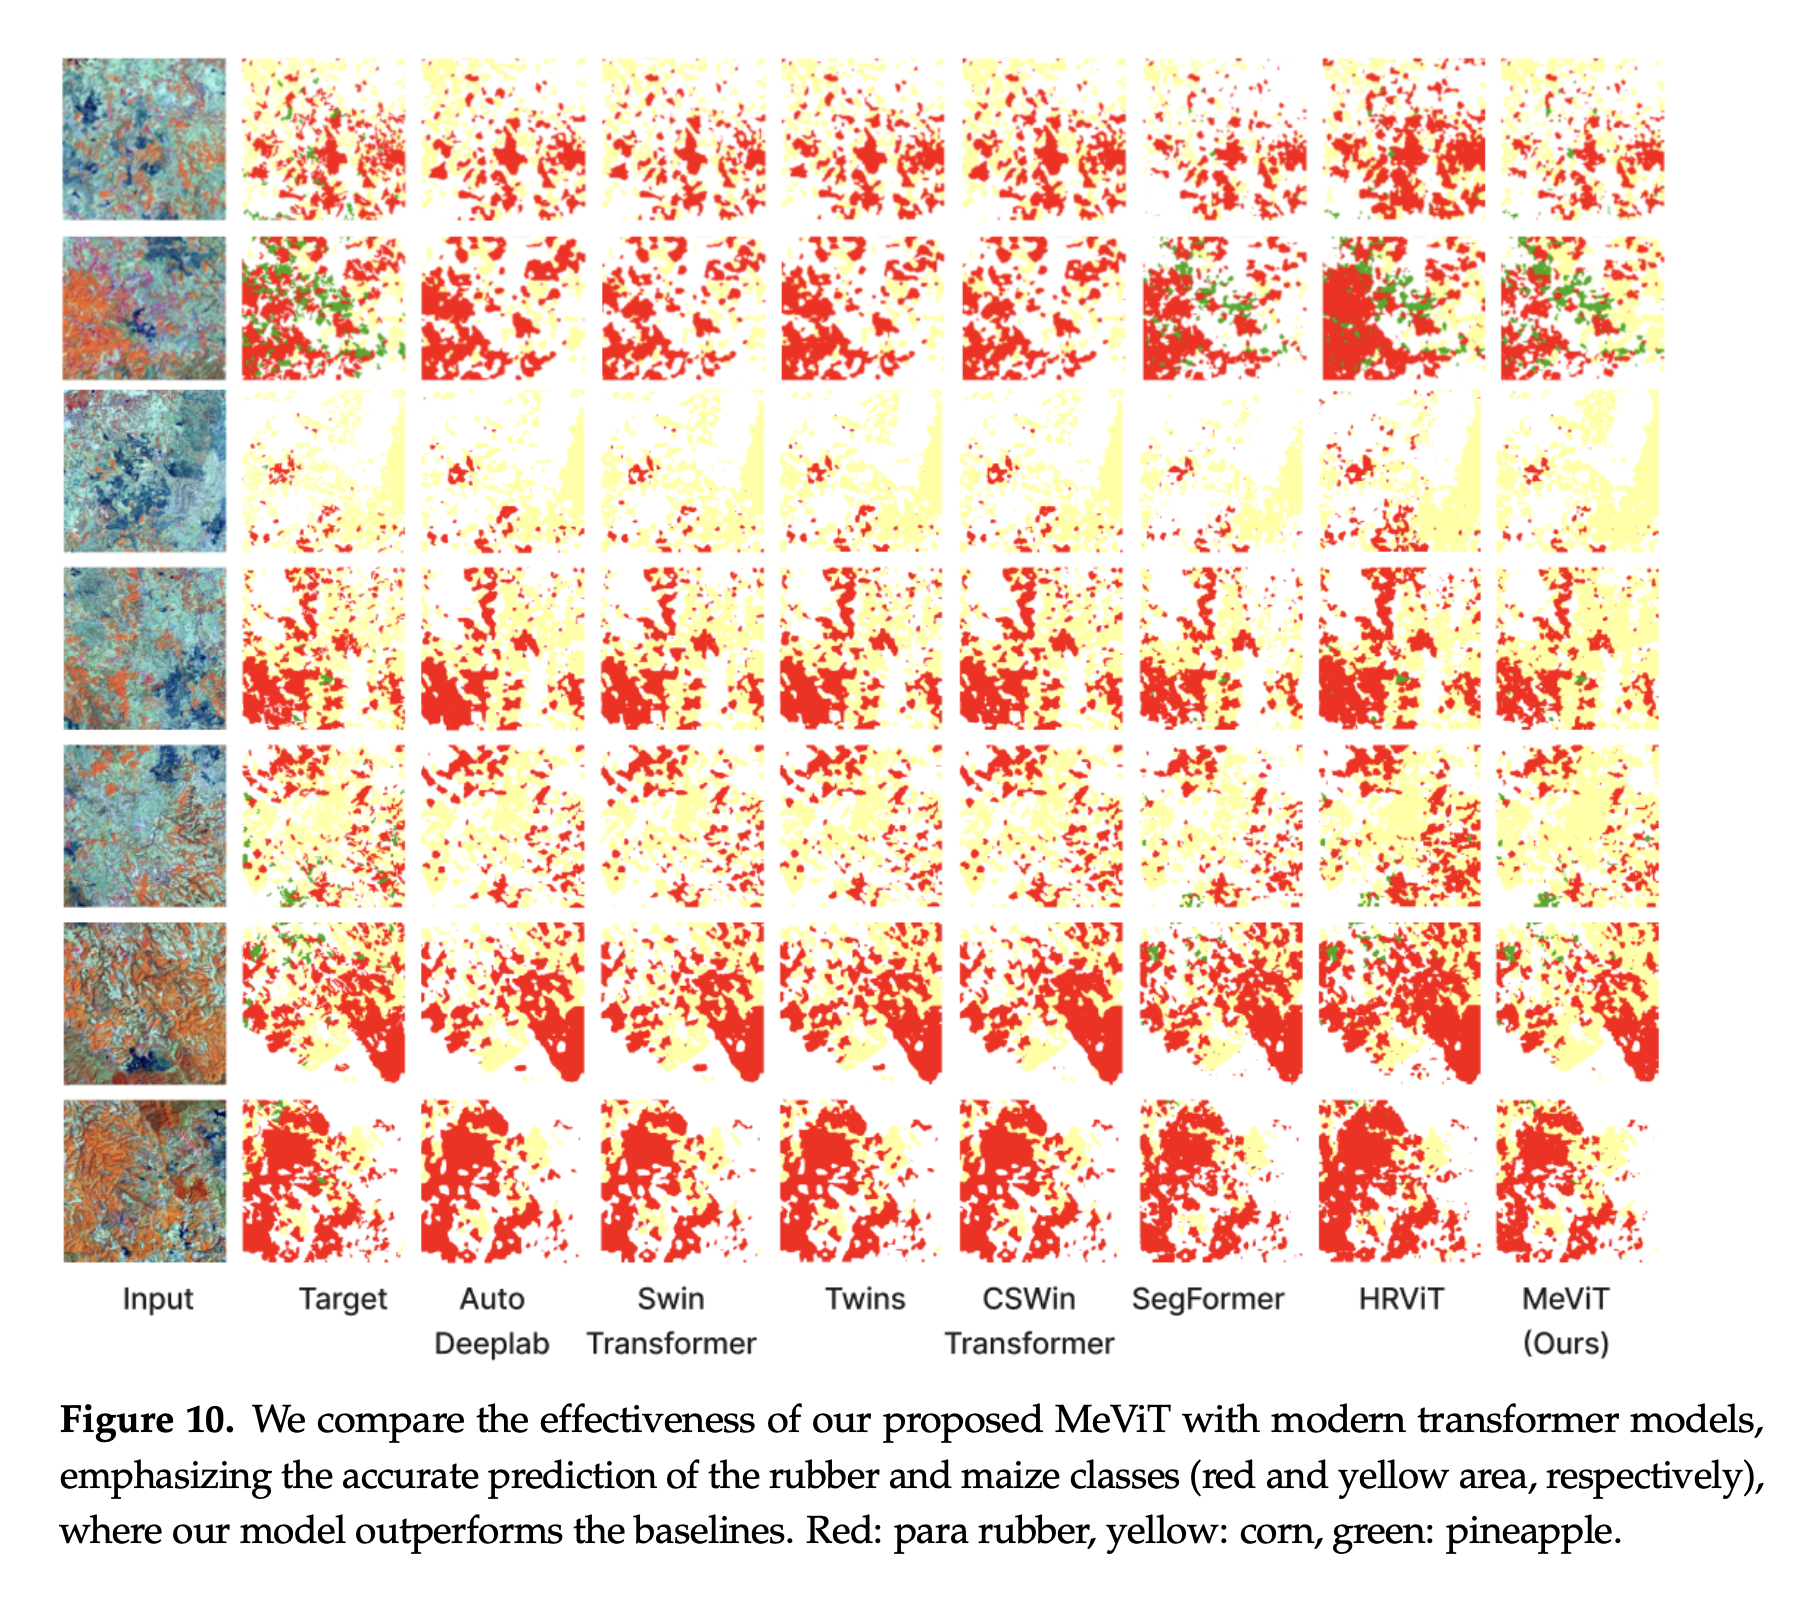 Input Target Auto Swin Twins CSWin SegFormer HRViT MeViT
Deeplab Transformer Transformer (Ours)
Figure 10. We compare the effectiveness of our proposed MeViT with modern transformer models,
emphasizing the accurate prediction of the rubber and maize classes (red and yellow area, respectively),
where our model outperforms the baselines. Red: para rubber, yellow: corn, green: pineapple.